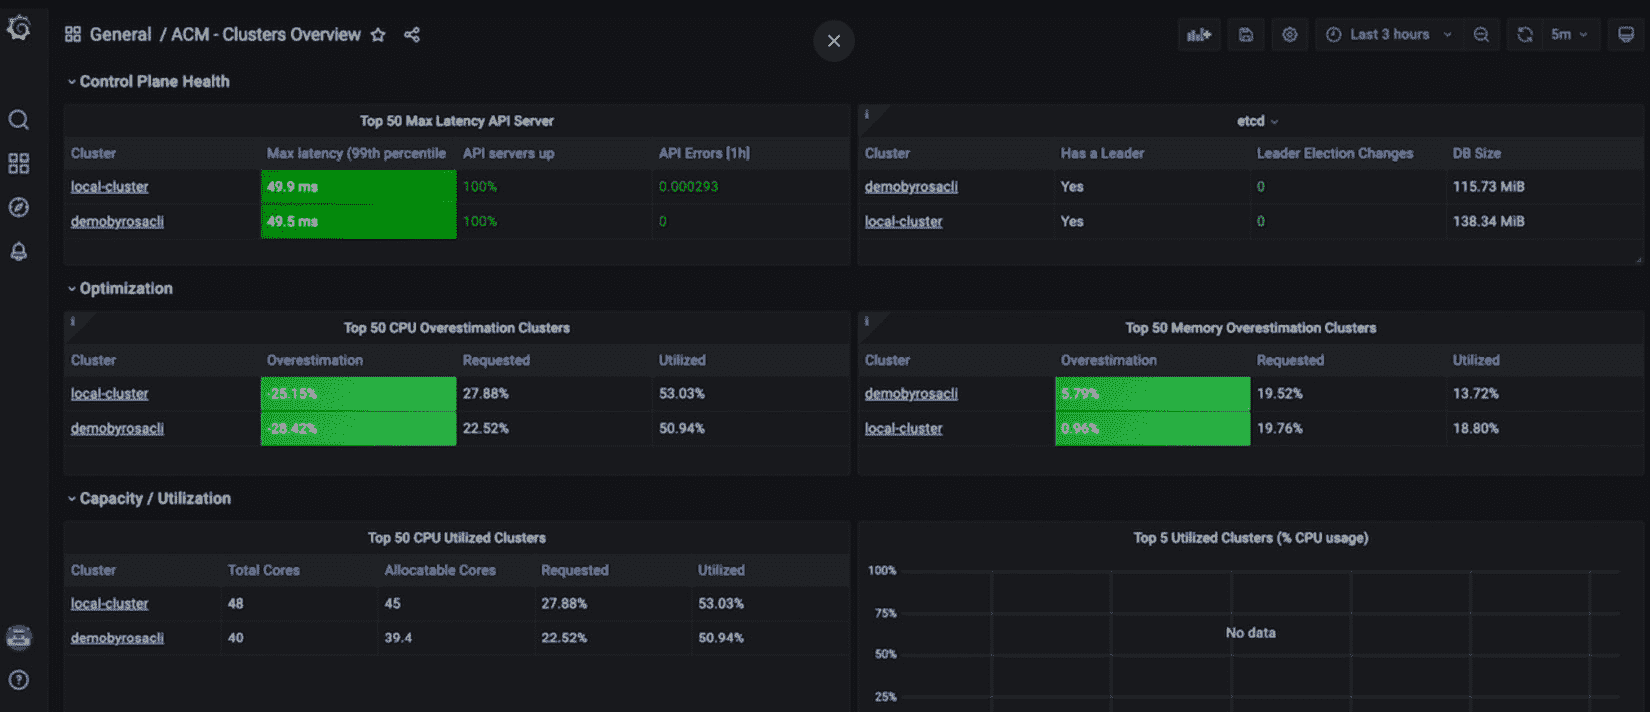 General / ACM - Clusters Overview
Last 3 hours
5m
Control Plane Health
Top 50 Max Latency API Server
Cluster Max latency (99th percentile API servers up API Errors [1h]
local-cluster 49.9 ms 100% 0.000293
demobyrosacli 49.5 ms 100% 0
i
etcd
Cluster Has a Leader Leader Election Changes DB Size
demobyrosacli Yes 0 115.73 MiB
local-cluster Yes 0 138.34 MiB
Optimization
i
Top 50 CPU Overestimation Clusters
Cluster Overestimation Requested Utilized
local-cluster -25.15% 27.88% 53.03%
demobyrosacli -28.42% 22.52% 50.94%
i
Top 50 Memory Overestimation Clusters
Cluster Overestimation Requested Utilized
demobyrosacli 5.79% 19.52% 13.72%
local-cluster 0.96% 19.76% 18.80%
Capacity / Utilization
Top 50 CPU Utilized Clusters
Cluster Total Cores Allocatable Cores Requested Utilized
local-cluster 48 45 27.88% 53.03%
demobyrosacli 40 39.4 22.52% 50.94%
Top 5 Utilized Clusters (% CPU usage)
100%
75%
No data
50%
25%